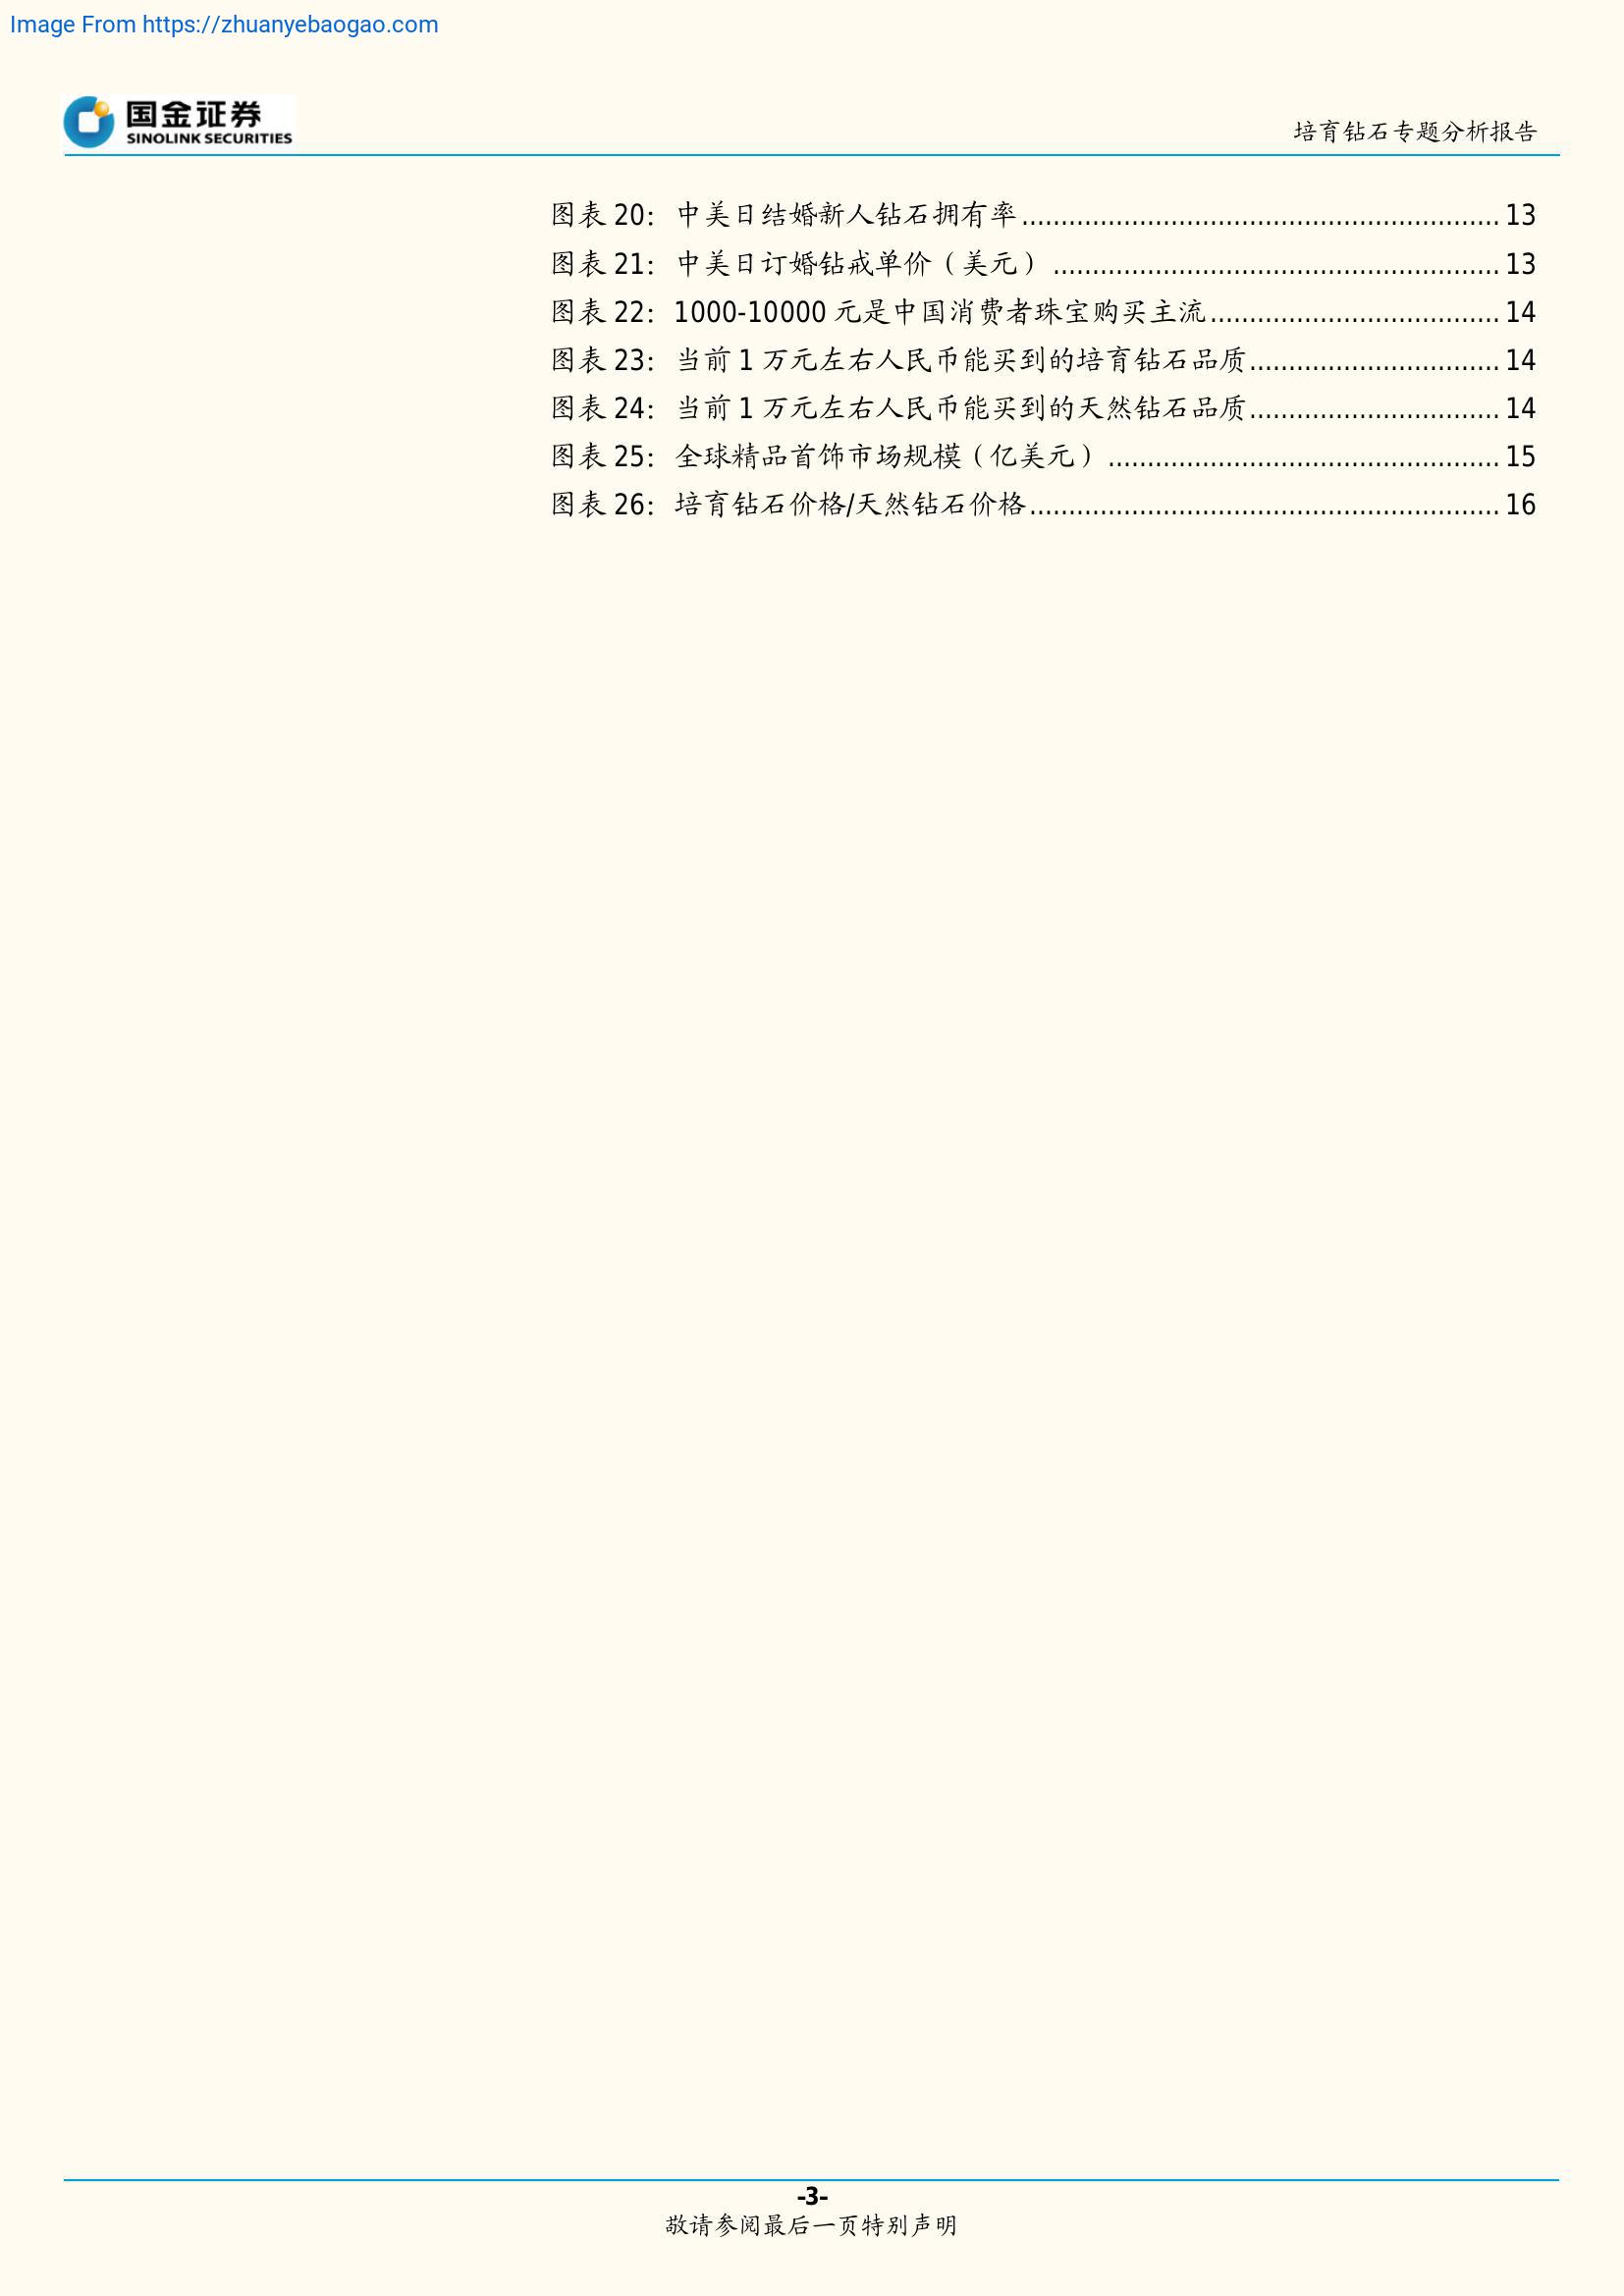 Image From https://zhuanyebaogao.com
国金证券
SINOLINK SECURITIES
培育钻石专题分析报告
图表 20：中美日结婚新人钻石拥有率............................................................. 13
图表 21：中美日订婚钻戒单价（美元）......................................................... 13
图表 22：1000-10000 元是中国消费者珠宝购买主流..................................... 14
图表 23：当前 1 万元左右人民币能买到的培育钻石品质................................ 14
图表 24：当前 1 万元左右人民币能买到的天然钻石品质................................ 14
图表 25：全球精品首饰市场规模（亿美元）.................................................. 15
图表 26：培育钻石价格/天然钻石价格............................................................ 16
-3-
敬请参阅最后一页特别声明